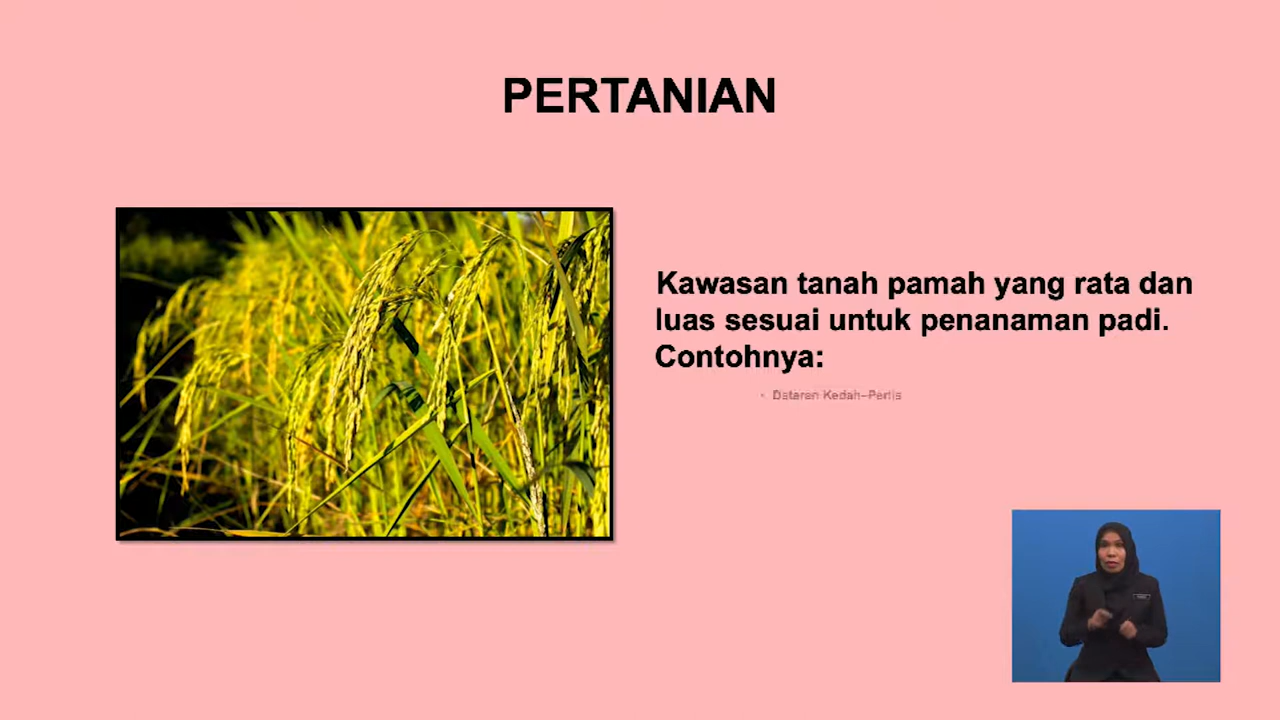 PERTANIAN
Kawasan tanah pamah yang rata dan
luas sesuai untuk penanaman padi.
Contohnya:
• Dataran Kedah–Perlis